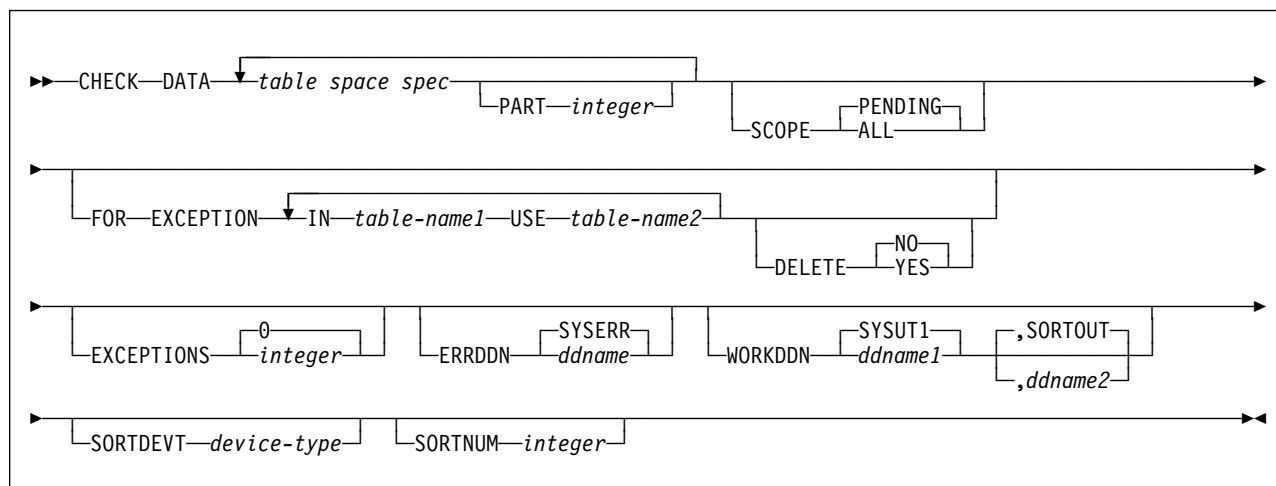 CHECK DATA table space spec
PART integer
SCOPE PENDING
ALL
FOR EXCEPTION IN table-name1 USE table-name2
DELETE NO
YES
EXCEPTIONS 0
integer
ERRDDN SYSERR
ddname
WORKDDN SYSUT1
ddname1
,SORTOUT
,ddname2
SORTDEVT device-type
SORTNUM integer